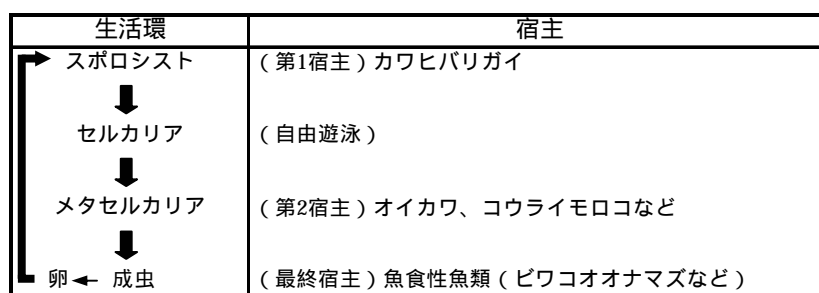 生活環 宿主
スポロシスト (第1宿主)カワヒバリガイ
セルカリア (自由遊泳)
メタセルカリア (第2宿主)オイカワ、コウライモロコなど
卵 成虫 (最終宿主)魚食性魚類(ビワコオオナマズなど)